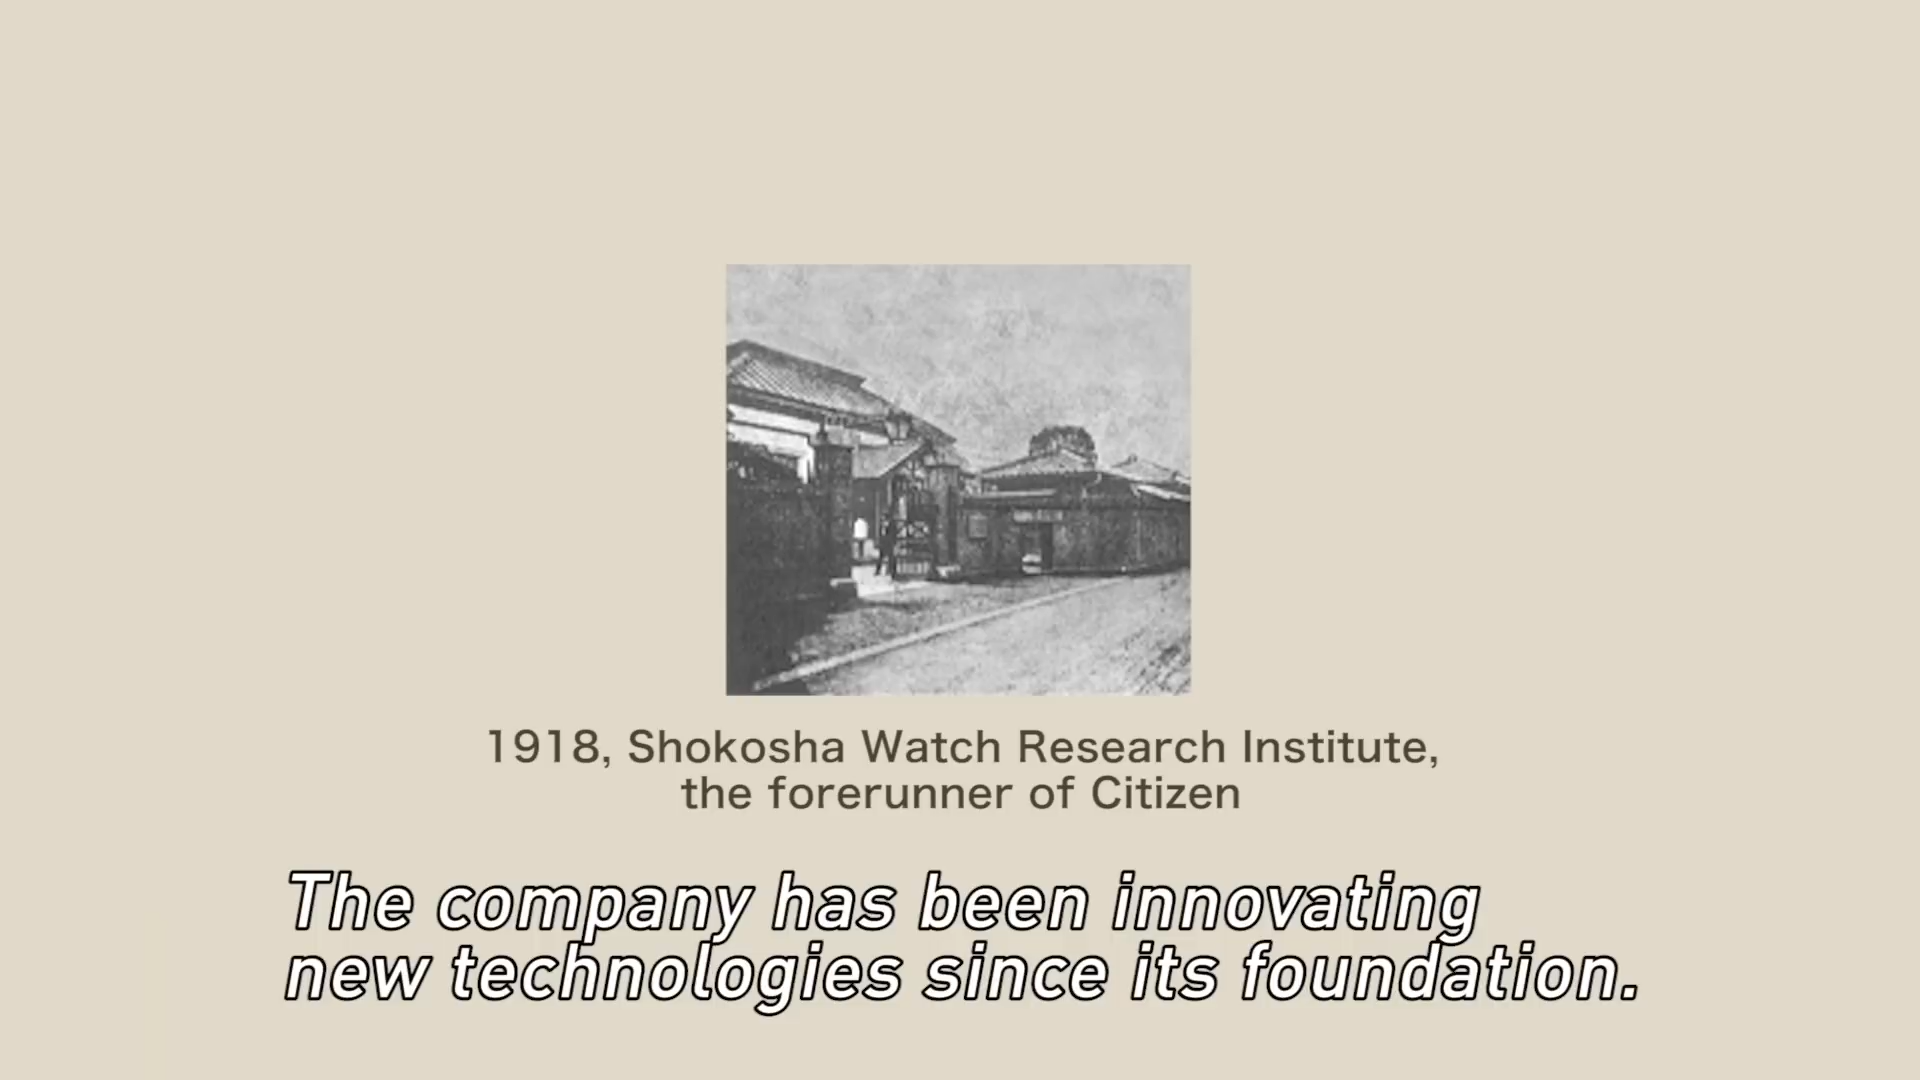 1918, Shokosha Watch Research Institute,
the forerunner of Citizen
The company has been innovating
new technologies since its foundation.